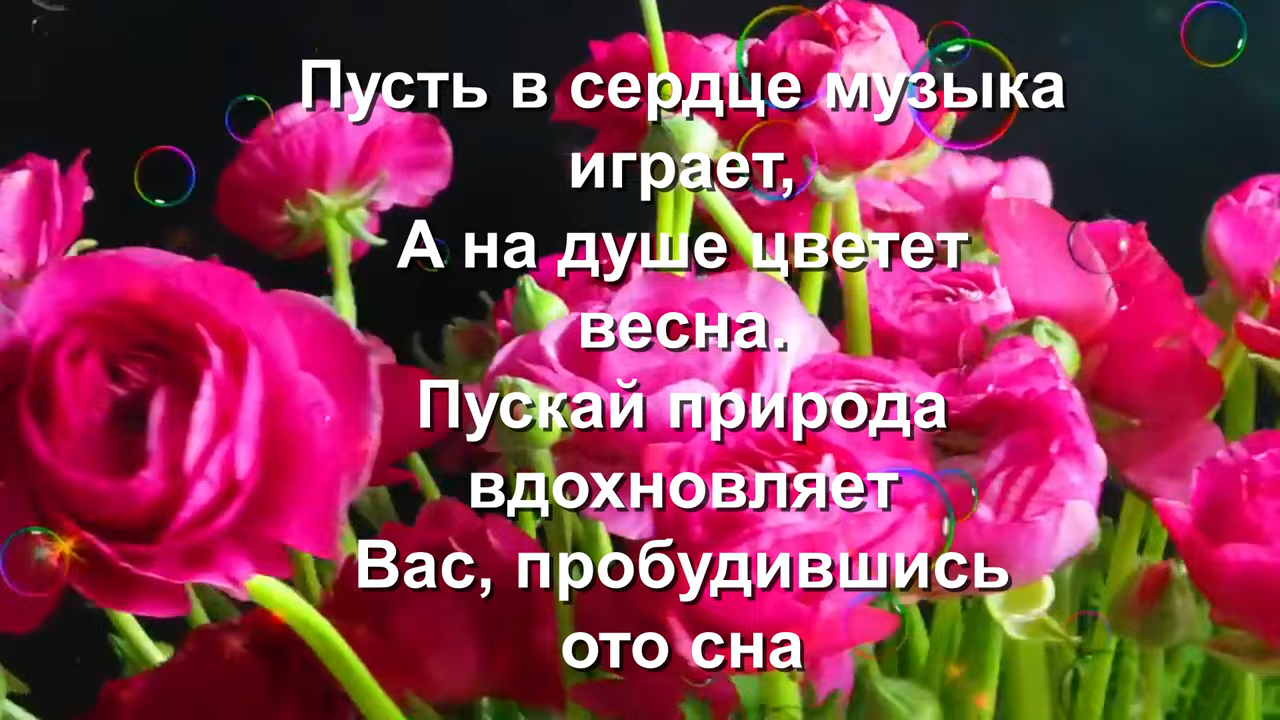 Пусть в сердце музыка
играет,
А на душе цветет
весна.
Пускай природа
вдохновляет
Вас, пробудившись
ото сна